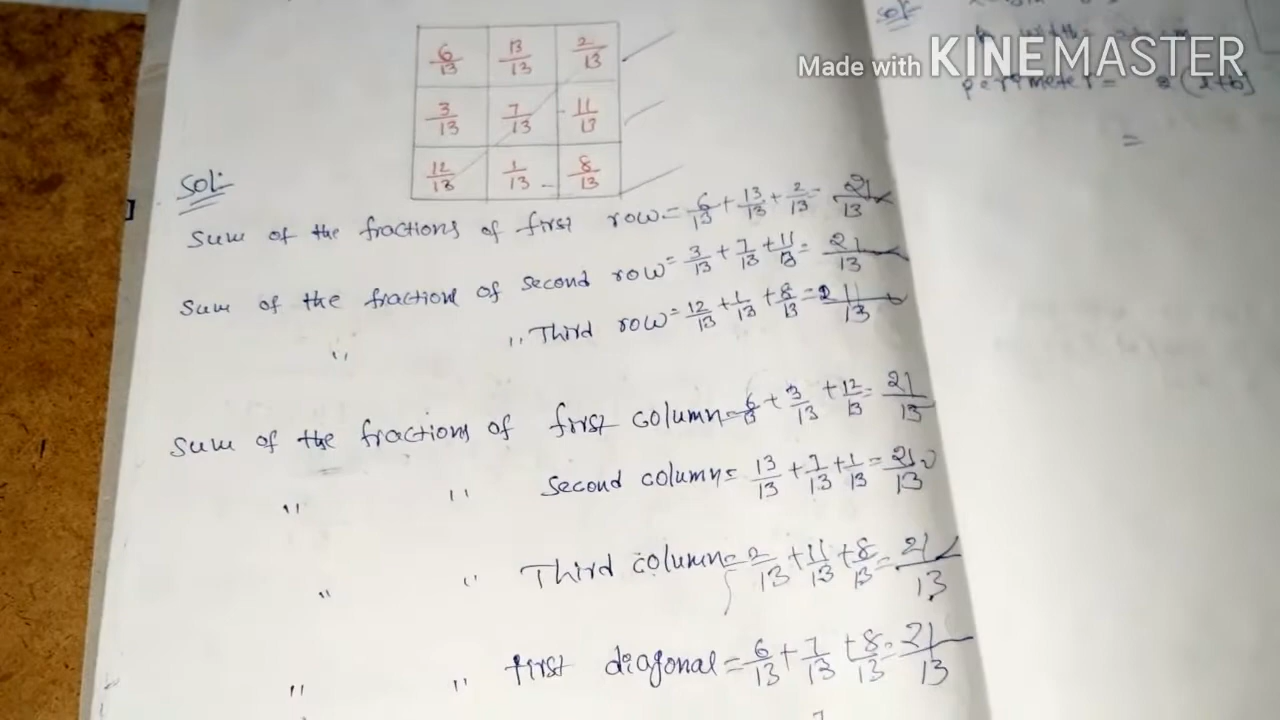 Made with KINEMASTER
6/13 13/13 2/13
3/13 7/13 11/13
12/13 1/13 8/13
Sol:-
Sum of the fractions of first row = 6/13 + 13/13 + 2/13 = 21/13
Sum of the fraction of second row = 3/13 + 7/13 + 11/13 = 21/13
" " Third row = 12/13 + 1/13 + 8/13 = 21/13
Sum of the fractions of first column = 6/13 + 3/13 + 12/13 = 21/13
" " Second column = 13/13 + 7/13 + 1/13 = 21/13
" " Third column = 2/13 + 11/13 + 8/13 = 21/13
" " first diagonal = 6/13 + 7/13 + 8/13 = 21/13
Sol:-
perimeter = 2(l+b)
=